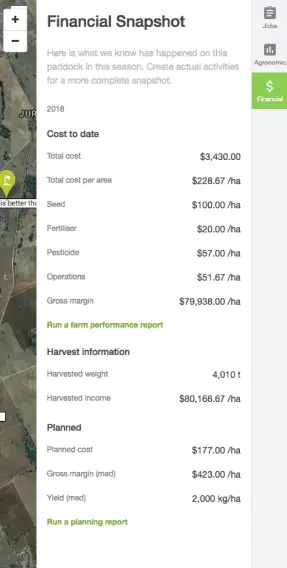 +
−
Financial Snapshot
Here is what we know has happened on this
paddock in this season. Create actual activities
for a more complete snapshot.
2018
Cost to date
Total cost $3,430.00
Total cost per area $228.67 /ha
Seed $100.00 /ha
Fertiliser $20.00 /ha
Pesticide $57.00 /ha
Operations $51.67 /ha
Gross margin $79,938.00 /ha
Run a farm performance report
Harvest information
Harvested weight 4,010 t
Harvested income $80,166.67 /ha
Planned
Planned cost $177.00 /ha
Gross margin (med) $423.00 /ha
Yield (med) 2,000 kg/ha
Run a planning report
Jobs
Agronomic
$
Financial
JUR
is better tha